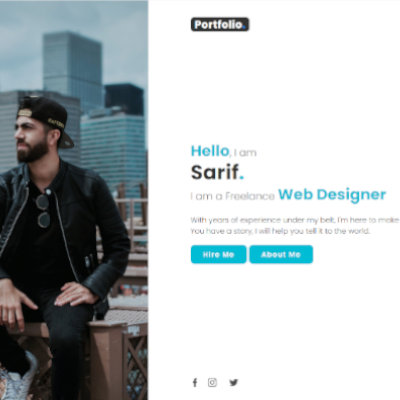 Portfolio.
Hello, I am
Sarif.
I am a Freelance Web Designer
With years of experience under my belt, I'm here to make
You have a story, I will help you tell it to the world.
Hire Me About Me